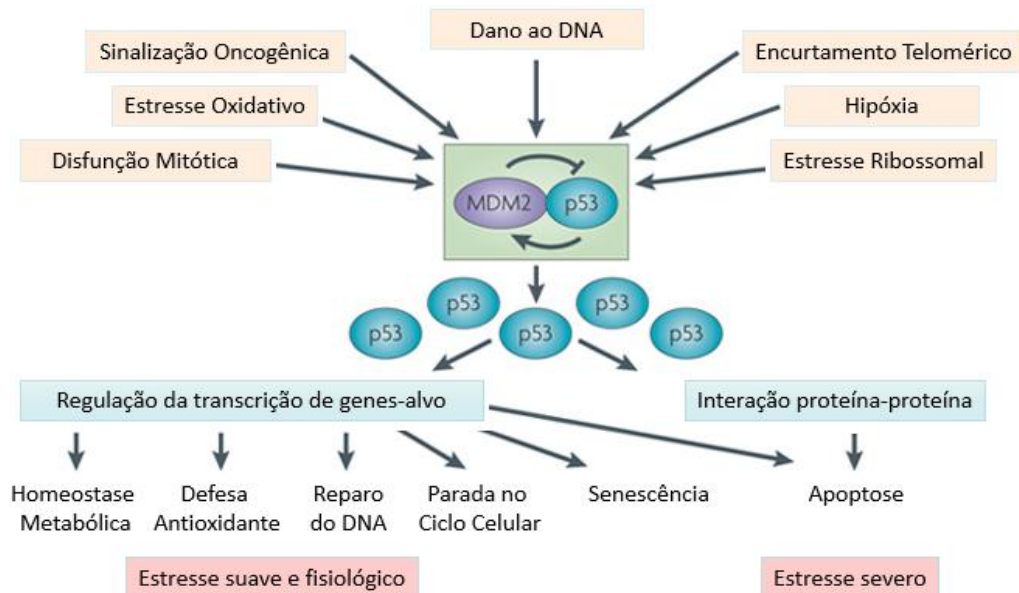 Dano ao DNA
Sinalização Oncogênica
Encurtamento Telomérico
Estresse Oxidativo
Hipóxia
Disfunção Mitótica
Estresse Ribossomal
MDM2
p53
p53
p53
p53
p53
p53
Regulação da transcrição de genes-alvo
Interação proteína-proteína
Homeostase
Metabólica
Defesa
Antioxidante
Reparo
do DNA
Parada no
Ciclo Celular
Senescência
Apoptose
Estresse suave e fisiológico
Estresse severo